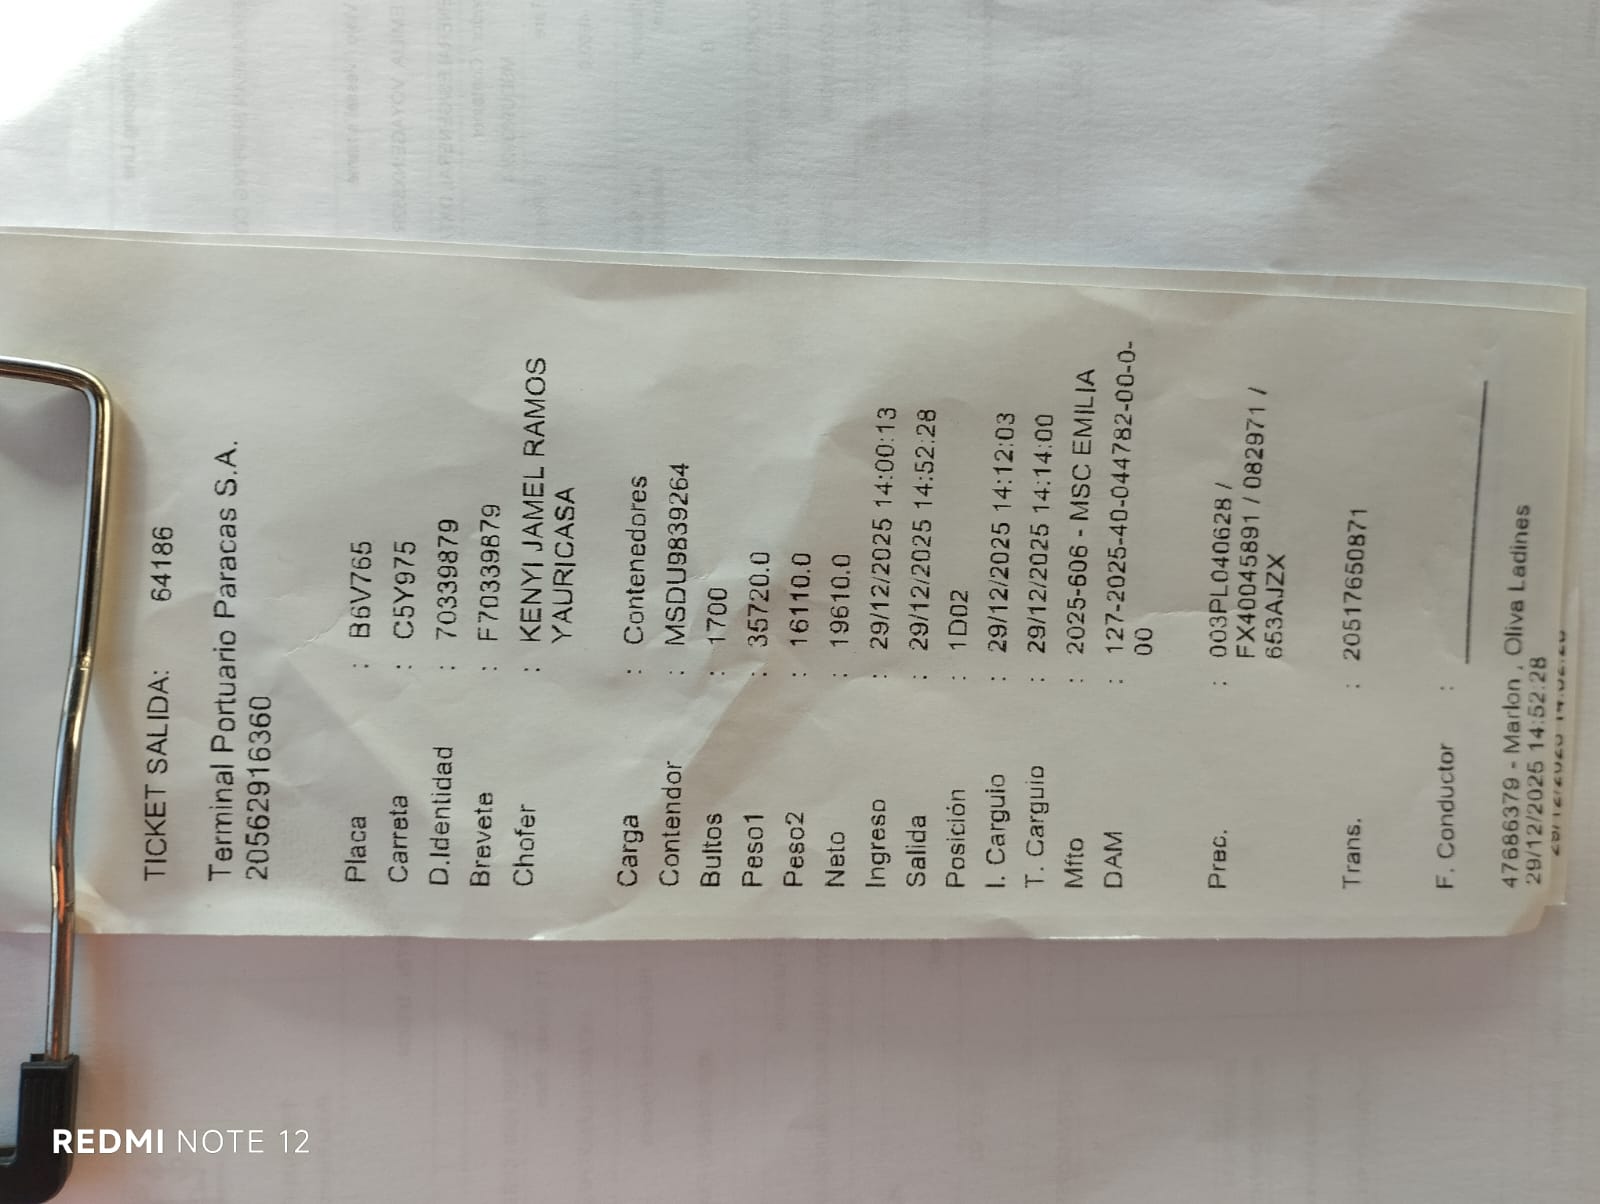 TICKET SALIDA: 64186
Terminal Portuario Paracas S.A.
20562916360
Placa : B6V765
Carreta : C5Y975
D.Identidad : 70339879
Brevete : F70339879
Chofer : KENYI JAMEL RAMOS
YAURICASA
Carga : Contenedores
Contendor : MSDU9839264
Bultos : 1700
Peso1 : 35720.0
Peso2 : 16110.0
Neto : 19610.0
Ingreso : 29/12/2025 14:00:13
Salida : 29/12/2025 14:52:28
Posición : 1D02
I. Carguio : 29/12/2025 14:12:03
T. Carguio : 29/12/2025 14:14:00
Mfto : 2025-606 - MSC EMILIA
DAM : 127-2025-40-044782-00-0-
00
Prec. : 003PL040628 /
FX40045891 / 082971 /
653AJZX
Trans. : 20517650871
F. Conductor :
47686379 - Marlon , Oliva Ladines
29/12/2025 14:52:28
REDMI NOTE 12